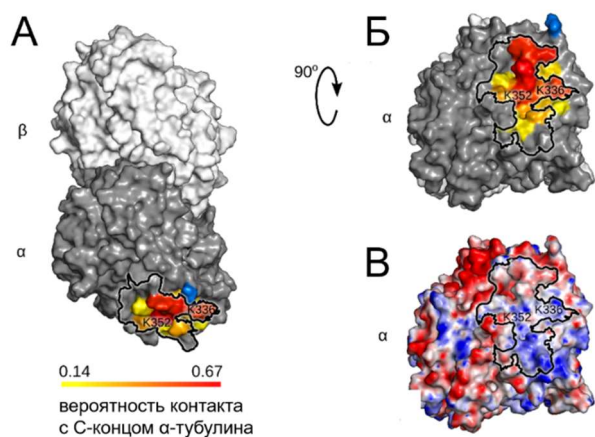 А
Б
β
α
K352
K336
90°
α
K352
K336
0.14
0.67
вероятность контакта
с С-концом α-тубулина
В
α
K352
K336